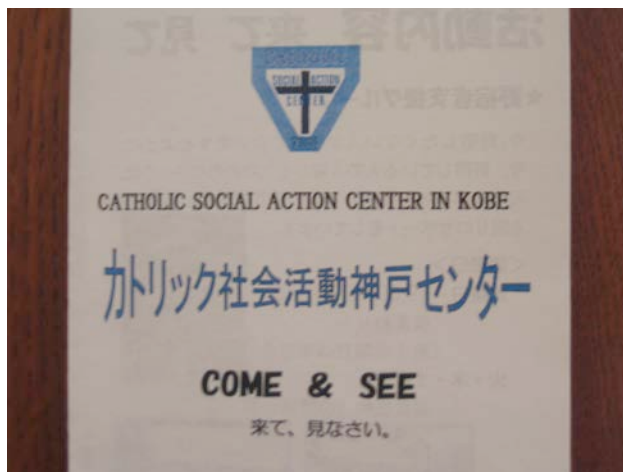 SOCIAL ACTION
CENTER
CATHOLIC SOCIAL ACTION CENTER IN KOBE
カトリック社会活動神戸センター
COME & SEE
来て、見なさい。